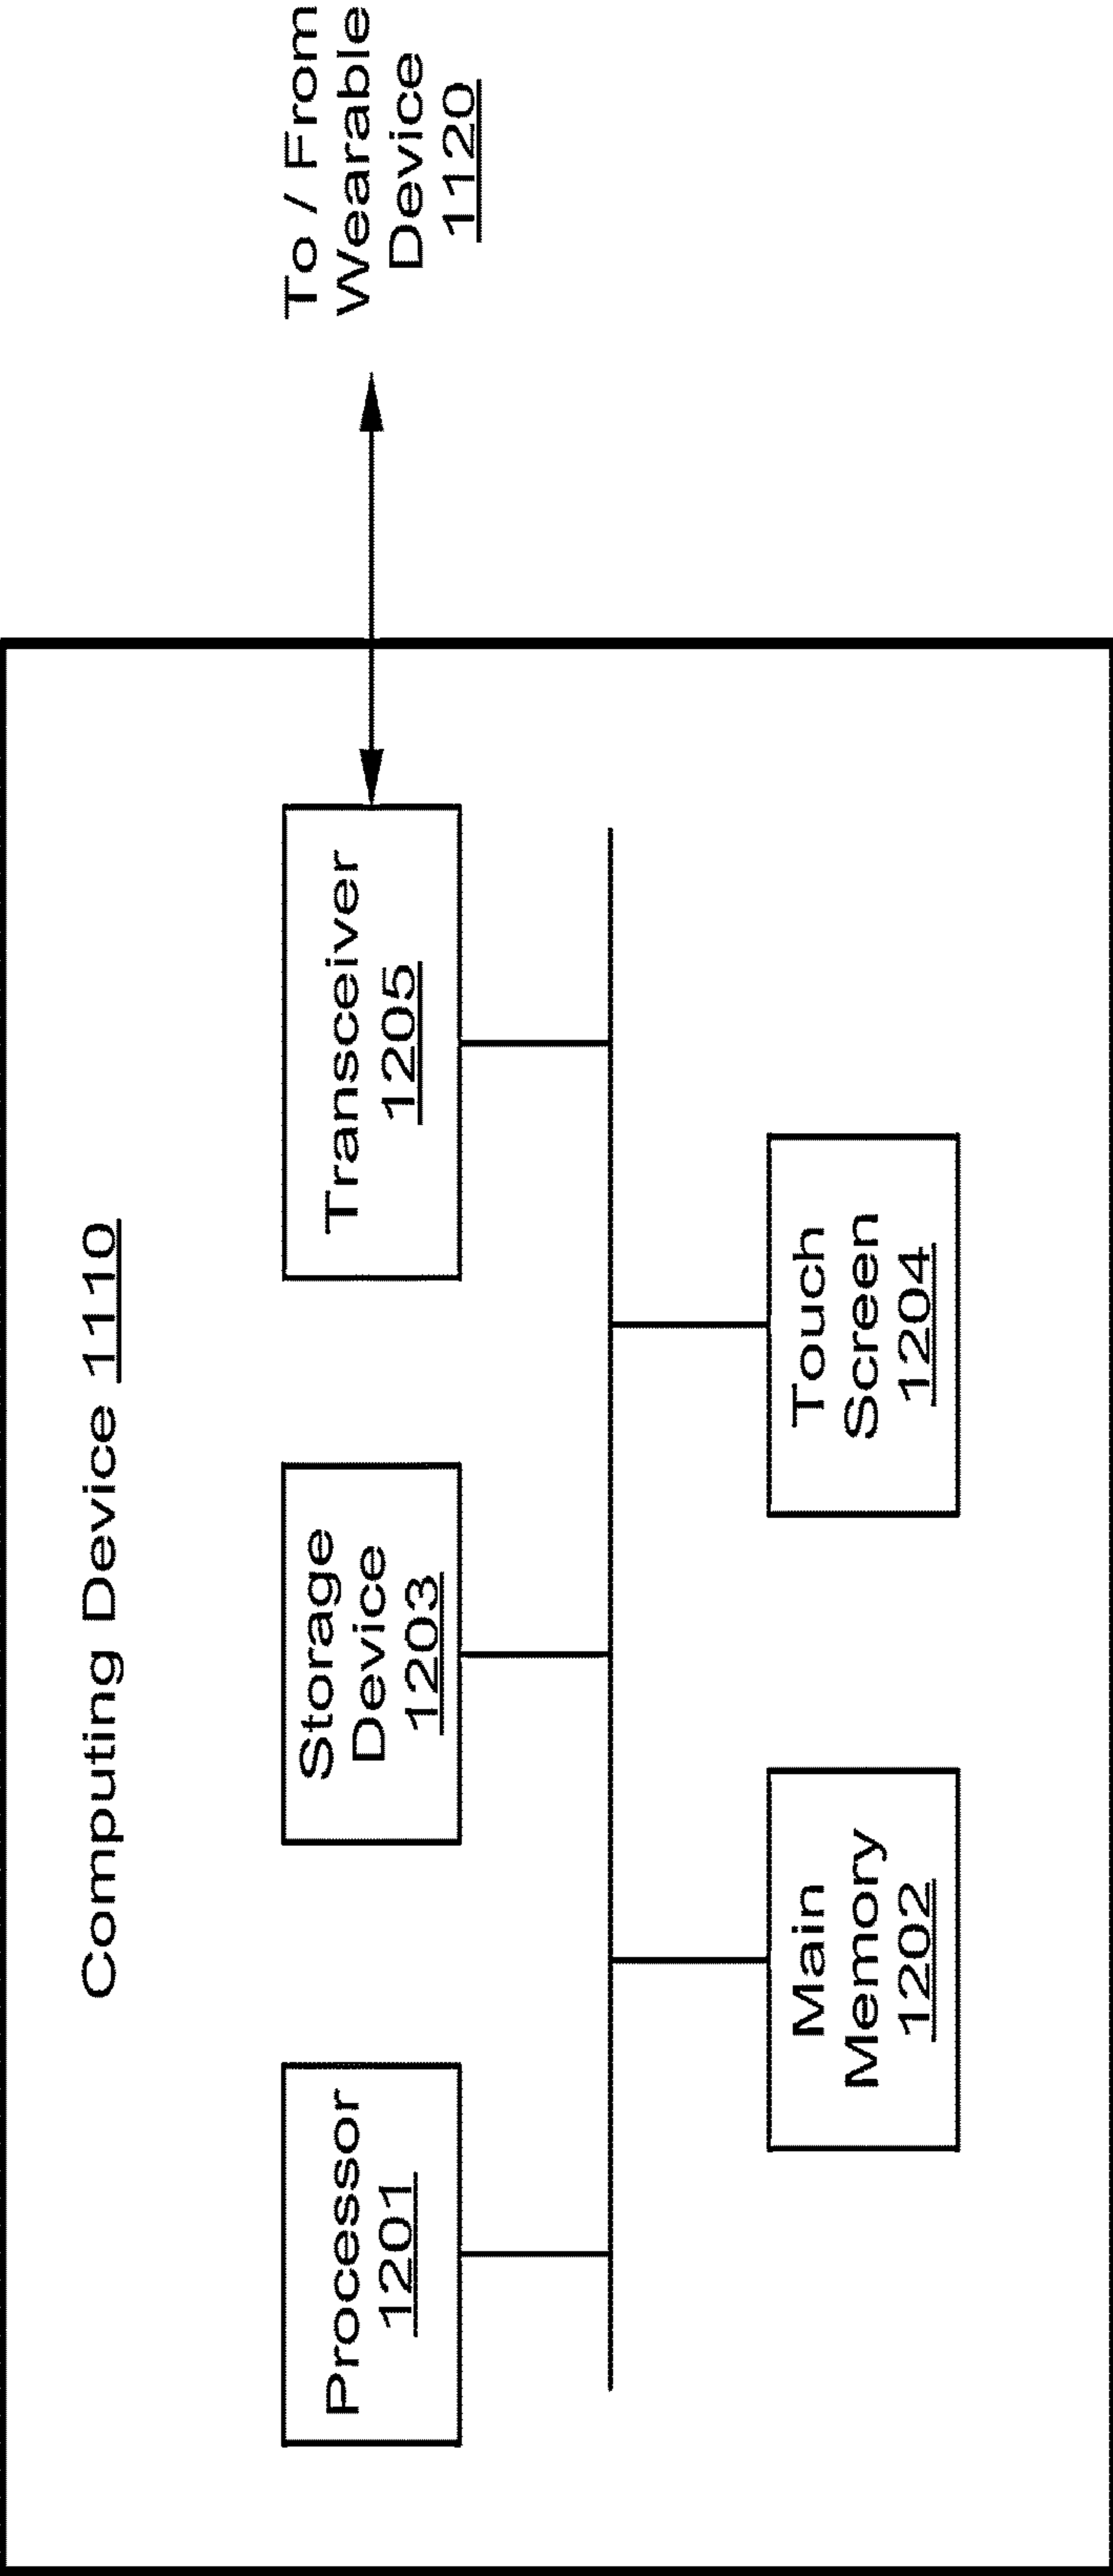 Computing Device 1110
Processor
1201
Storage
Device
1203
Transceiver
1205
To / From
Wearable
Device
1120
Main
Memory
1202
Touch
Screen
1204